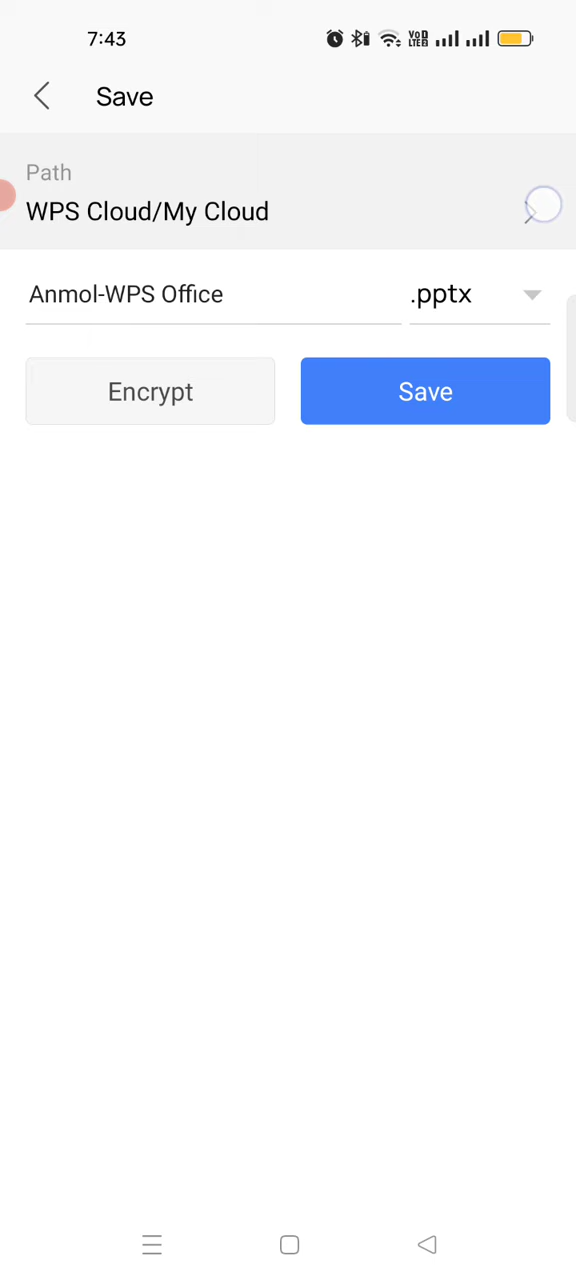 7:43
Save
Path
WPS Cloud/My Cloud
Anmol-WPS Office
.pptx
Encrypt
Save